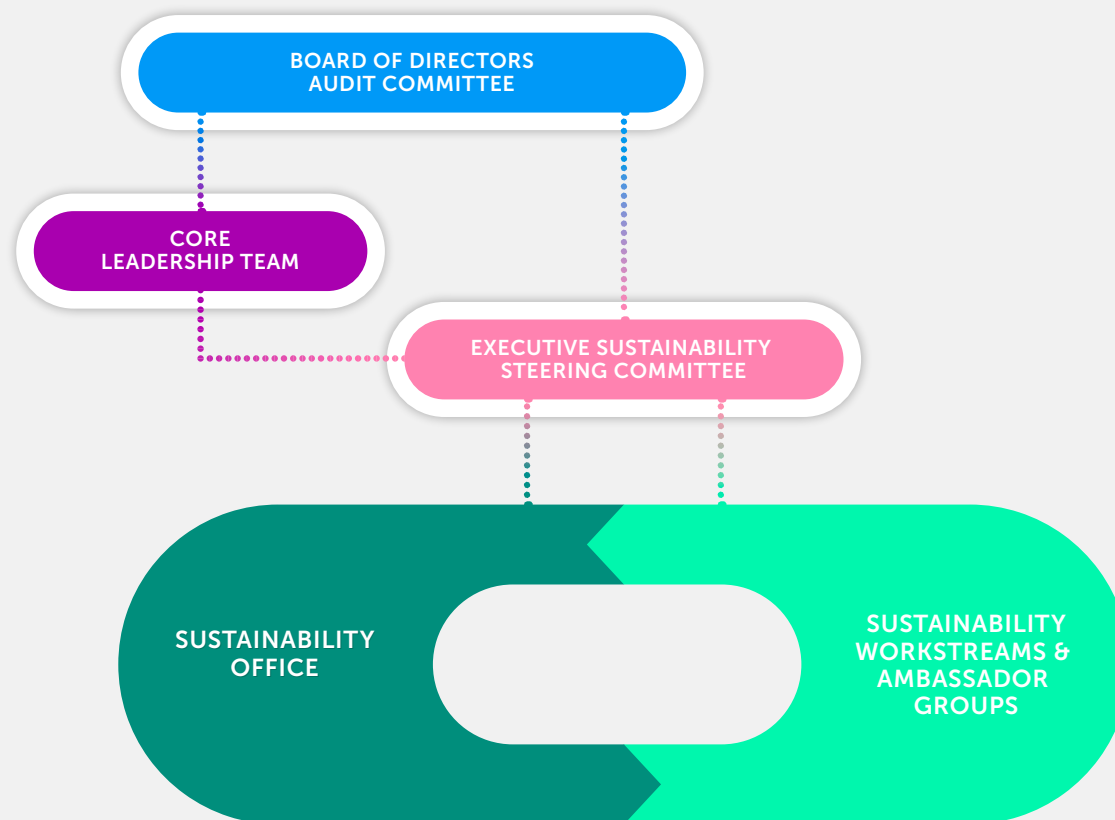 BOARD OF DIRECTORS
AUDIT COMMITTEE
CORE
LEADERSHIP TEAM
EXECUTIVE SUSTAINABILITY
STEERING COMMITTEE
SUSTAINABILITY
OFFICE
SUSTAINABILITY
WORKSTREAMS &
AMBASSADOR
GROUPS